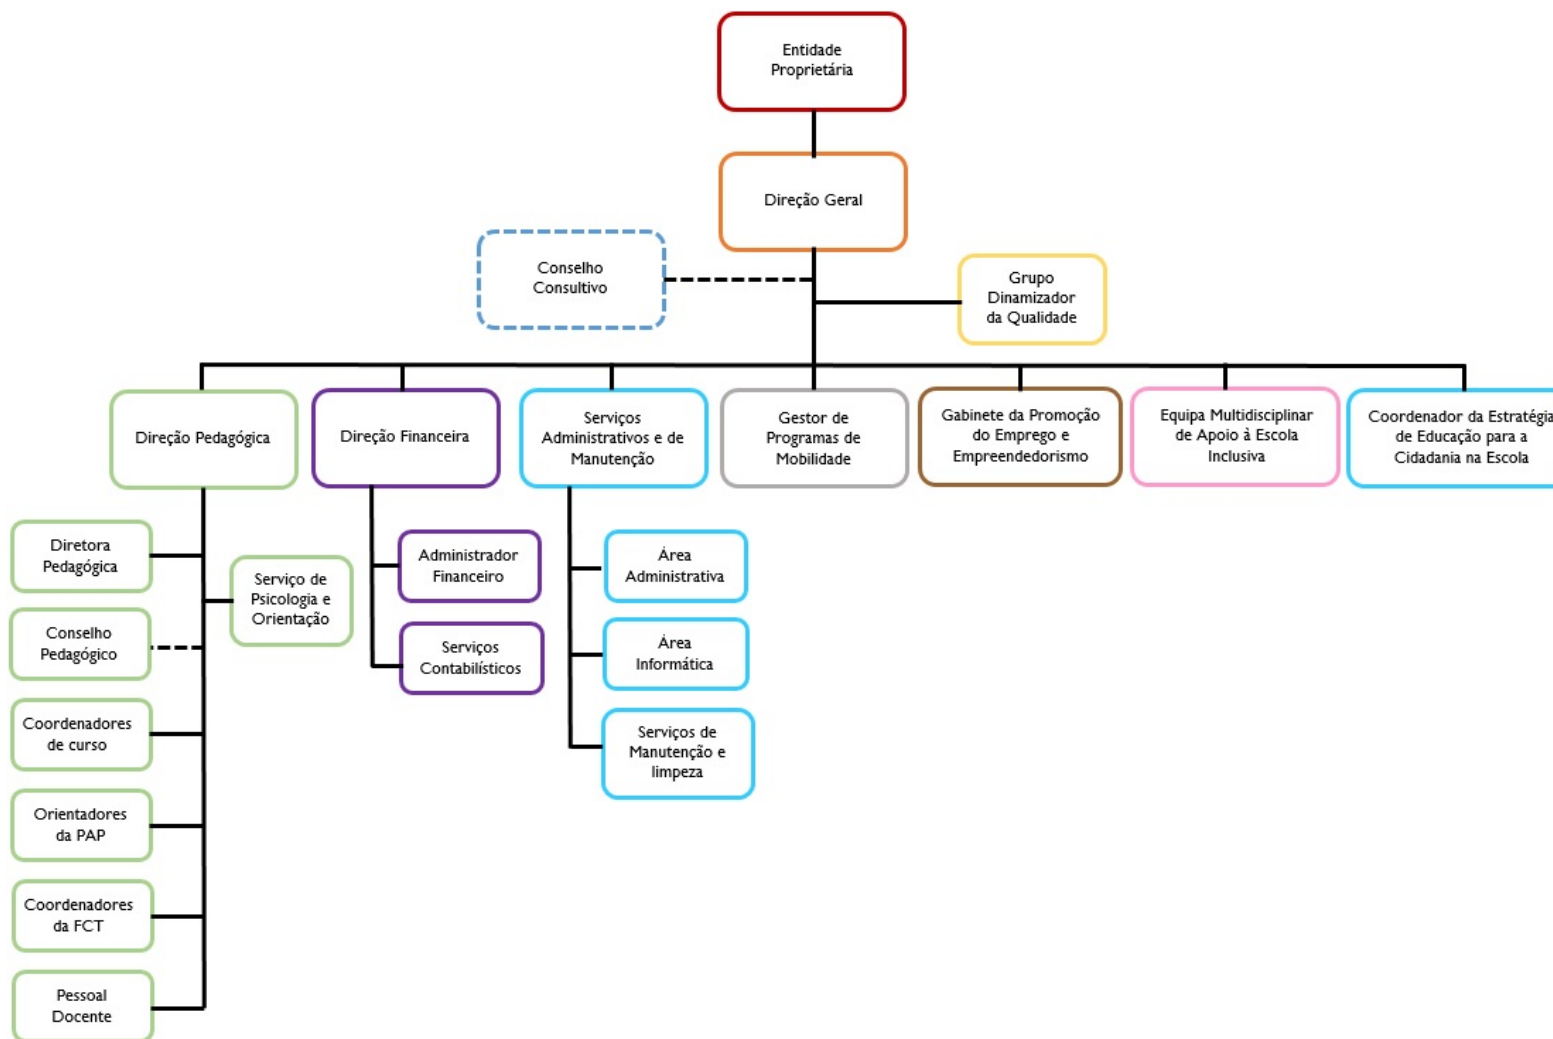 Entidade
Proprietária
Direção Geral
Conselho
Consultivo
Grupo
Dinamizador
da Qualidade
Direção Pedagógica
Direção Financeira
Serviços
Administrativos e de
Manutenção
Gestor de
Programas de
Mobilidade
Gabinete da Promoção
do Emprego e
Empreendedorismo
Equipa Multidisciplinar
de Apoio à Escola
Inclusiva
Coordenador da Estratégia
de Educação para a
Cidadania na Escola
Diretora
Pedagógica
Conselho
Pedagógico
Coordenadores
de curso
Orientadores
da PAP
Coordenadores
da FCT
Pessoal
Docente
Serviço de
Psicologia e
Orientação
Administrador
Financeiro
Serviços
Contabilísticos
Área
Administrativa
Área
Informática
Serviços de
Manutenção e
limpeza